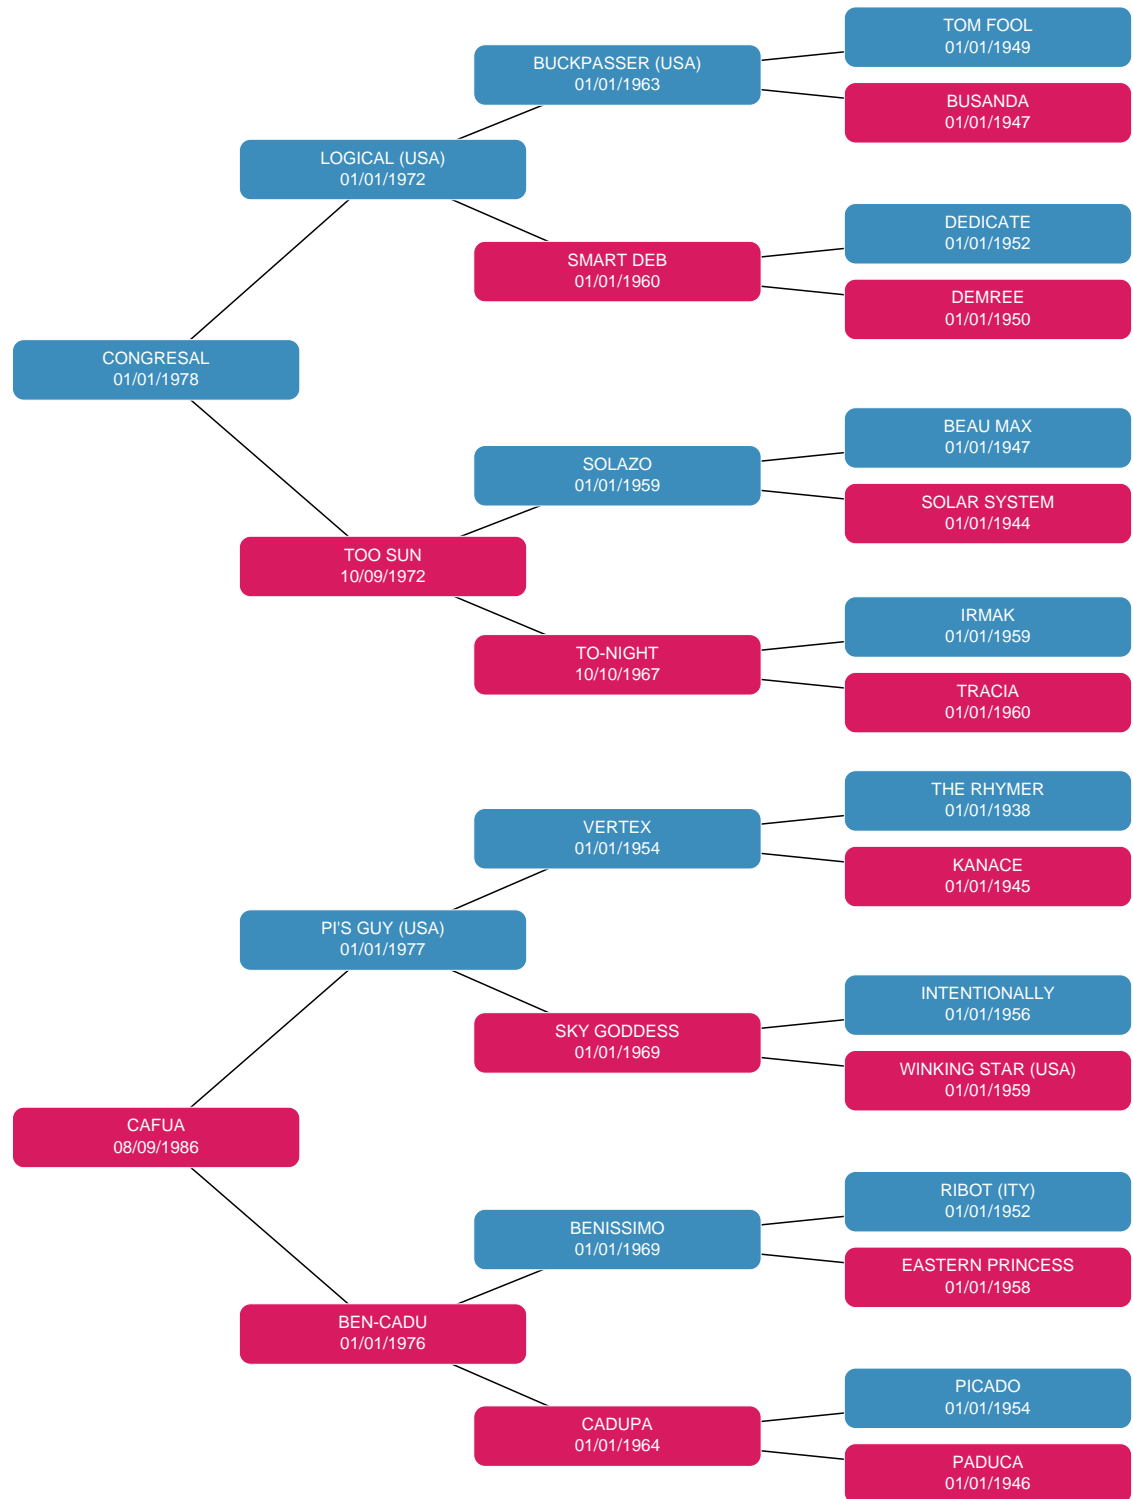 TOM FOOL
01/01/1949
BUCKPASSER (USA)
01/01/1963
BUSANDA
01/01/1947
LOGICAL (USA)
01/01/1972
DEDICATE
01/01/1952
SMART DEB
01/01/1960
DEMREE
01/01/1950
CONGRESAL
01/01/1978
BEAU MAX
01/01/1947
SOLAZO
01/01/1959
SOLAR SYSTEM
01/01/1944
TOO SUN
10/09/1972
IRMAK
01/01/1959
TO-NIGHT
10/10/1967
TRACIA
01/01/1960
THE RHYMER
01/01/1938
VERTEX
01/01/1954
KANACE
01/01/1945
PI'S GUY (USA)
01/01/1977
INTENTIONALLY
01/01/1956
SKY GODDESS
01/01/1969
WINKING STAR (USA)
01/01/1959
CAFUA
08/09/1986
RIBOT (ITY)
01/01/1952
BENISSIMO
01/01/1969
EASTERN PRINCESS
01/01/1958
BEN-CADU
01/01/1976
PICADO
01/01/1954
CADUPA
01/01/1964
PADUCA
01/01/1946